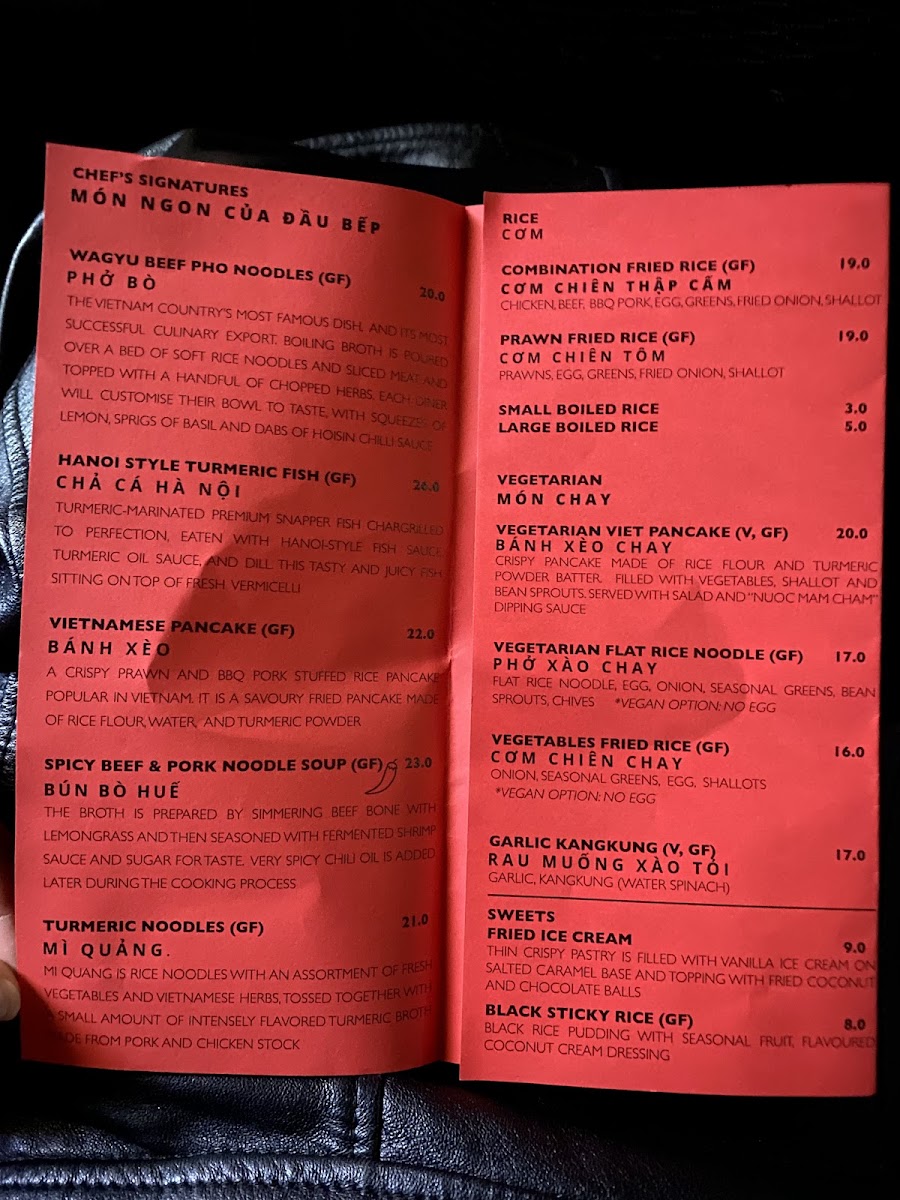 CHEF'S SIGNATURES
MÓN NGON CỦA ĐẦU BẾP
WAGYU BEEF PHO NOODLES (GF) 20.0
PHỞ BÒ
THE VIETNAM COUNTRY'S MOST FAMOUS DISH, AND ITS MOST
SUCCESSFUL CULINARY EXPORT. BOILING BROTH IS POURED
OVER A BED OF SOFT RICE NOODLES AND SLICED MEAT AND
TOPPED WITH A HANDFUL OF CHOPPED HERBS, EACH DINER
WILL CUSTOMISE THEIR BOWL TO TASTE, WITH SQUEEZES OF
LEMON, SPRIGS OF BASIL AND DABS OF HOISIN CHILLI SAUCE
HANOI STYLE TURMERIC FISH (GF) 26.0
CHẢ CÁ HÀ NỘI
TURMERIC-MARINATED PREMIUM SNAPPER FISH CHARGRILLED
TO PERFECTION, EATEN WITH HANOI-STYLE FISH SAUCE
TURMERIC OIL SAUCE, AND DILL THIS TASTY AND JUICY FISH
SITTING ON TOP OF FRESH VERMICELLI
VIETNAMESE PANCAKE (GF) 22.0
BÁNH XÈO
A CRISPY PRAWN AND BBQ PORK STUFFED RICE PANCAKE
POPULAR IN VIETNAM. IT IS A SAVOURY FRIED PANCAKE MADE
OF RICE FLOUR, WATER, AND TURMERIC POWDER
SPICY BEEF & PORK NOODLE SOUP (GF) 23.0
BÚN BÒ HUẾ
THE BROTH IS PREPARED BY SIMMERING BEEF BONE WITH
LEMONGRASS AND THEN SEASONED WITH FERMENTED SHRIMP
SAUCE AND SUGAR FOR TASTE. VERY SPICY CHILI OIL IS ADDED
LATER DURING THE COOKING PROCESS
TURMERIC NOODLES (GF) 21.0
MÌ QUẢNG.
MI QUANG IS RICE NOODLES WITH AN ASSORTMENT OF FRESH
VEGETABLES AND VIETNAMESE HERBS, TOSSED TOGETHER WITH
SMALL AMOUNT OF INTENSELY FLAVORED TURMERIC BROTH
FROM PORK AND CHICKEN STOCK
RICE
CƠM
COMBINATION FRIED RICE (GF) 19.0
CƠM CHIÊN THẬP CẨM
CHICKEN, BEEF, BBQ PORK, EGG, GREENS, FRIED ONION, SHALLOT
PRAWN FRIED RICE (GF) 19.0
CƠM CHIÊN TÔM
PRAWNS, EGG, GREENS, FRIED ONION, SHALLOT
SMALL BOILED RICE 3.0
LARGE BOILED RICE 5.0
VEGETARIAN
MÓN CHAY
VEGETARIAN VIET PANCAKE (V, GF) 20.0
BÁNH XÈO CHAY
CRISPY PANCAKE MADE OF RICE FLOUR AND TURMERIC
POWDER BATTER. FILLED WITH VEGETABLES, SHALLOT AND
BEAN SPROUTS. SERVED WITH SALAD AND "NUOC MAM CHAM"
DIPPING SAUCE
VEGETARIAN FLAT RICE NOODLE (GF) 17.0
PHỞ XÀO CHAY
FLAT RICE NOODLE, EGG, ONION, SEASONAL GREENS, BEAN
SPROUTS, CHIVES *VEGAN OPTION: NO EGG
VEGETABLES FRIED RICE (GF) 16.0
CƠM CHIÊN CHAY
ONION, SEASONAL GREENS, EGG, SHALLOTS
*VEGAN OPTION: NO EGG
GARLIC KANGKUNG (V, GF) 17.0
RAU MUỐNG XÀO TỎI
GARLIC, KANGKUNG (WATER SPINACH)
SWEETS
FRIED ICE CREAM 9.0
THIN CRISPY PASTRY IS FILLED WITH VANILLA ICE CREAM ON
SALTED CARAMEL BASE AND TOPPING WITH FRIED COCONUT
AND CHOCOLATE BALLS
BLACK STICKY RICE (GF) 8.0
BLACK RICE PUDDING WITH SEASONAL FRUIT, FLAVOURED
COCONUT CREAM DRESSING